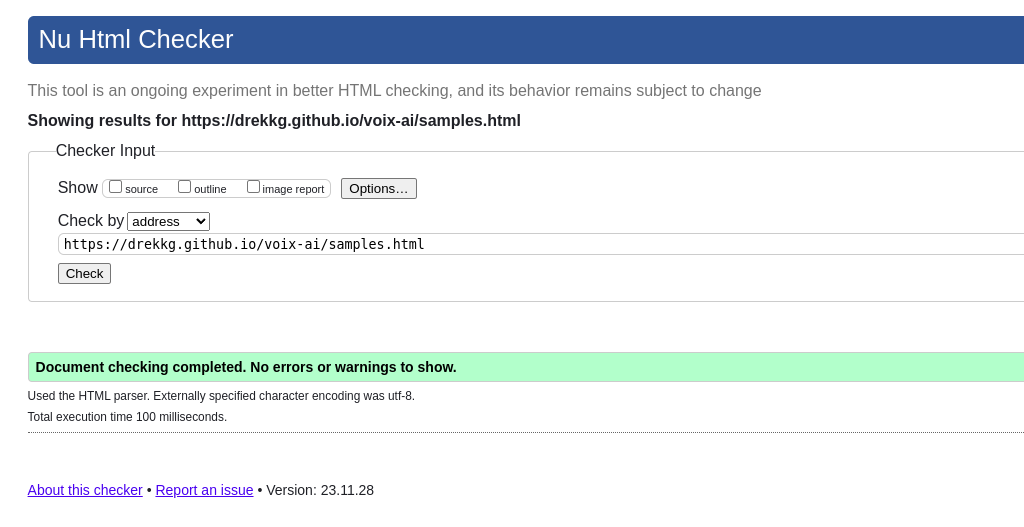 Nu Html Checker
This tool is an ongoing experiment in better HTML checking, and its behavior remains subject to change
Showing results for https://drekkg.github.io/voix-ai/samples.html
Checker Input
Show source outline image report Options…
Check by address
https://drekkg.github.io/voix-ai/samples.html
Check
Document checking completed. No errors or warnings to show.
Used the HTML parser. Externally specified character encoding was utf-8.
Total execution time 100 milliseconds.
About this checker • Report an issue • Version: 23.11.28